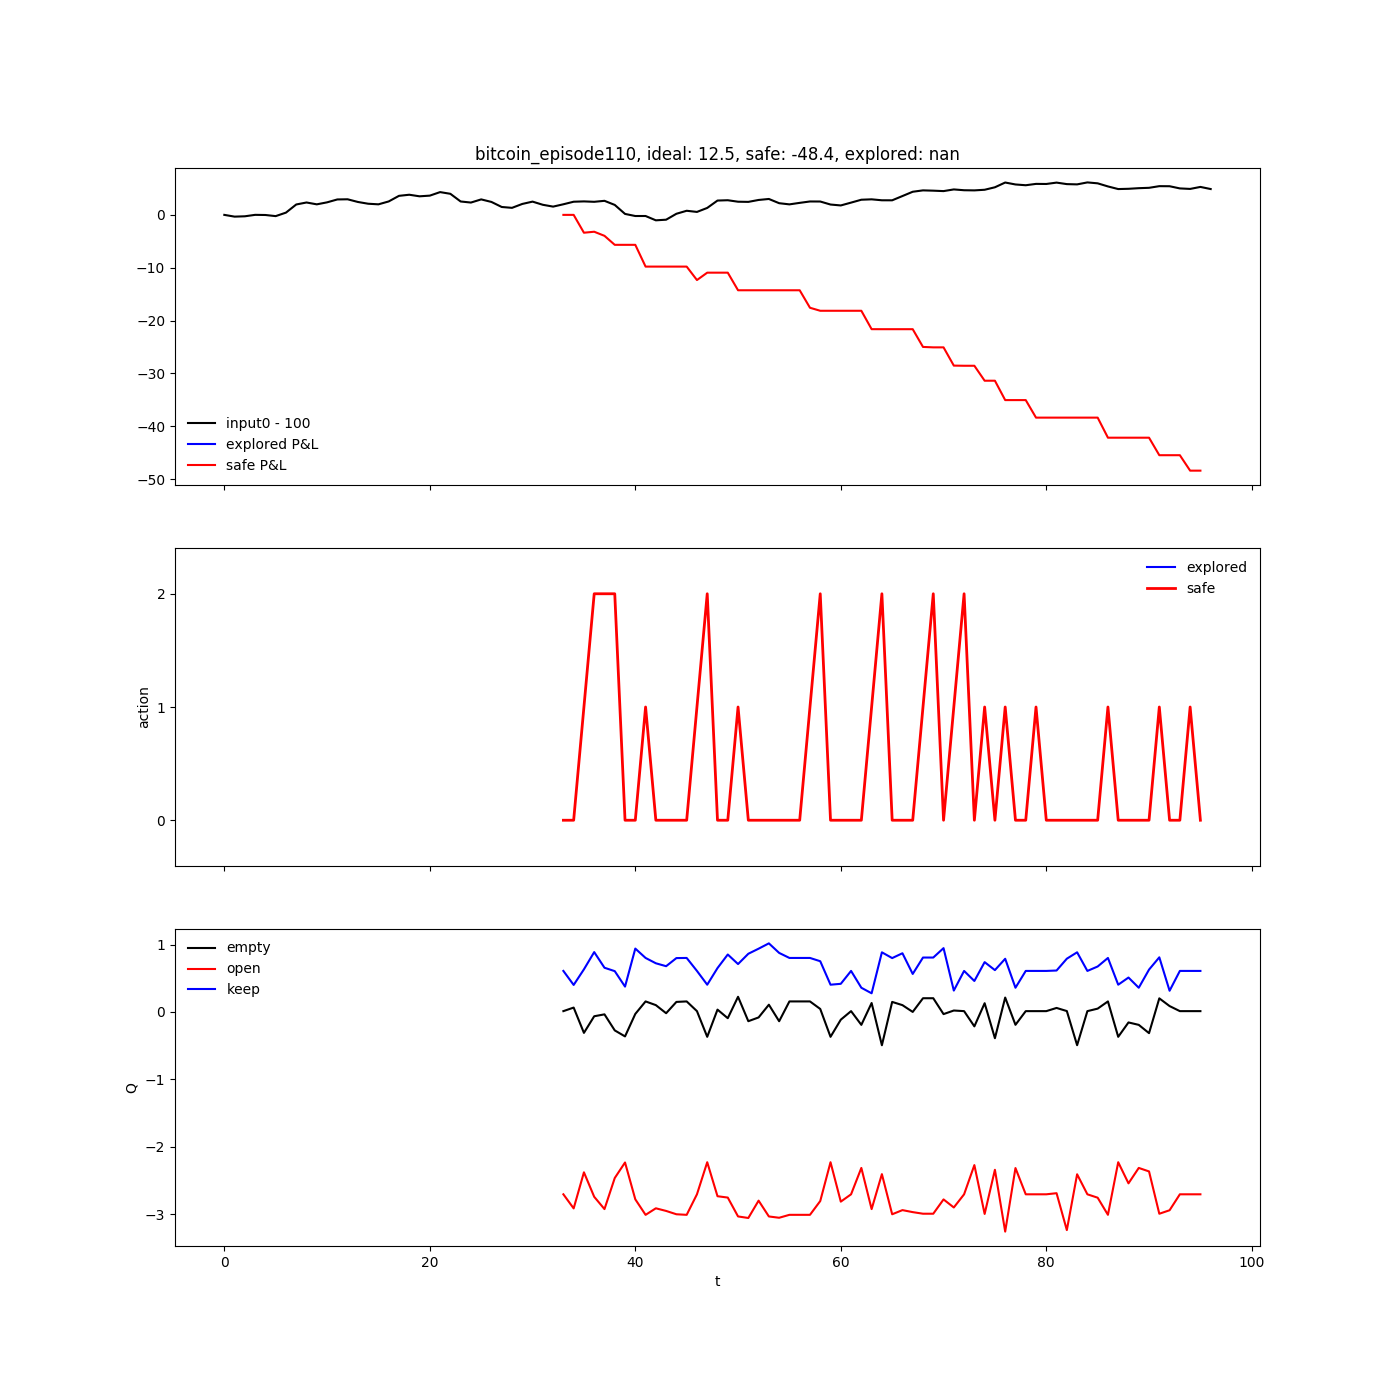 bitcoin_episode110, ideal: 12.5, safe: -48.4, explored: nan
0
−10
−20
−30
−40
−50
input0 - 100
explored P&L
safe P&L
explored
safe
2
1
0
action
empty
open
keep
1
0
−1
−2
−3
Q
0 20 40 60 80 100
t